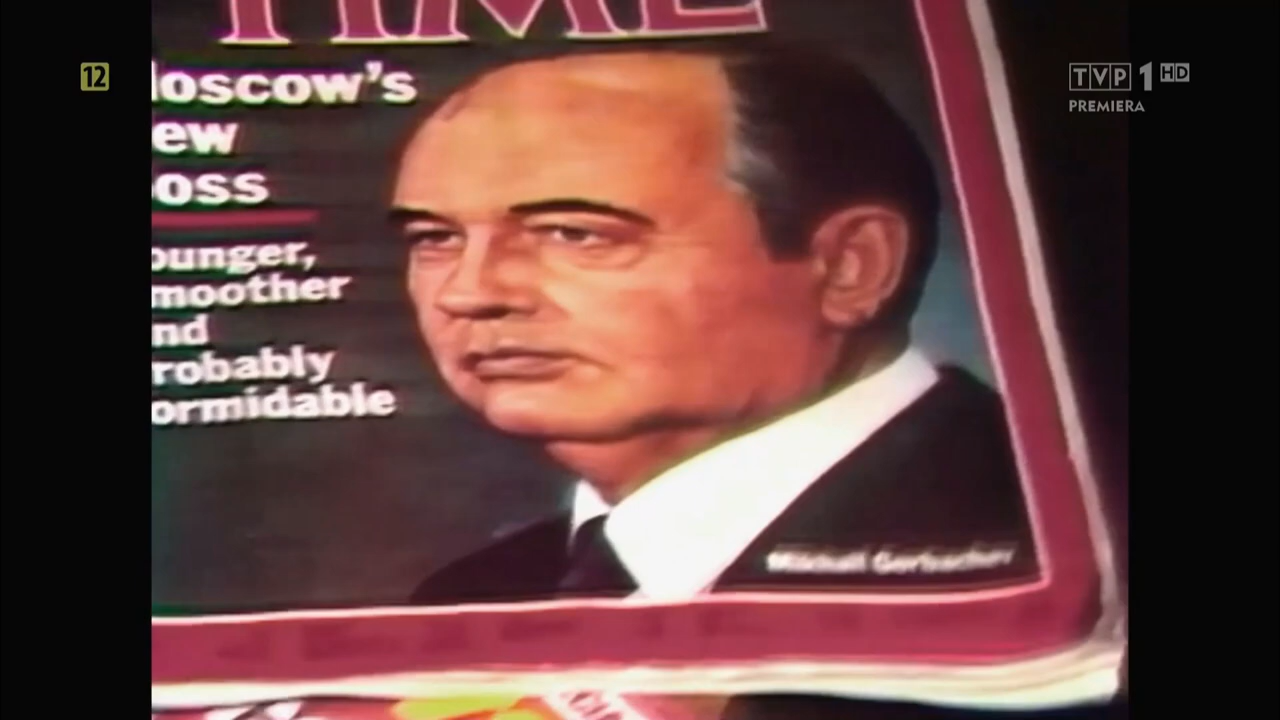 TIME
12
TVP 1 HD
PREMIERA
oscow's
ew
oss
ounger,
moother
nd
robably
ormidable
Mikhail Gorbachev